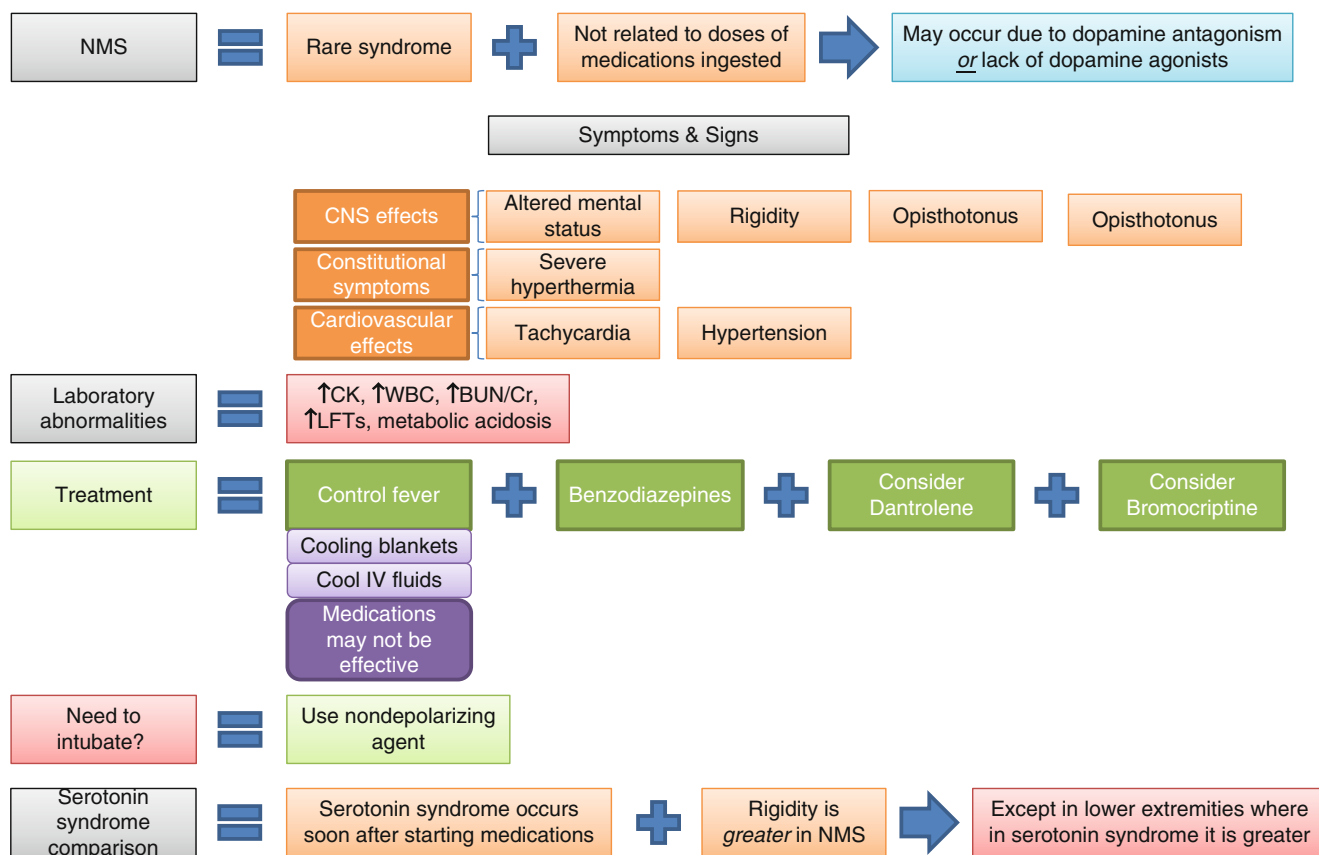 NMS
Rare syndrome
Not related to doses of
medications ingested
May occur due to dopamine antagonism
or lack of dopamine agonists
Symptoms & Signs
CNS effects
Altered mental
status
Rigidity
Opisthotonus
Opisthotonus
Constitutional
symptoms
Severe
hyperthermia
Cardiovascular
effects
Tachycardia
Hypertension
Laboratory
abnormalities
↑CK, ↑WBC, ↑BUN/Cr,
↑LFTs, metabolic acidosis
Treatment
Control fever
Benzodiazepines
Consider
Dantrolene
Consider
Bromocriptine
Cooling blankets
Cool IV fluids
Medications
may not be
effective
Need to
intubate?
Use nondepolarizing
agent
Serotonin
syndrome
comparison
Serotonin syndrome occurs
soon after starting medications
Rigidity is
greater in NMS
Except in lower extremities where
in serotonin syndrome it is greater